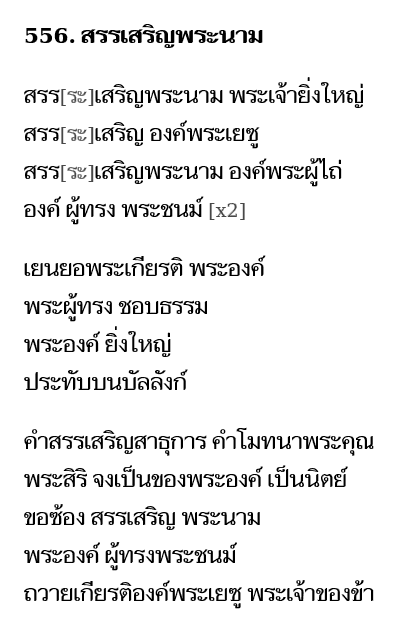 556. สรรเสริญพระนาม
สรร[ระ]เสริญพระนาม พระเจ้ายิ่งใหญ่
สรร[ระ]เสริญ องค์พระเยซู
สรร[ระ]เสริญพระนาม องค์พระผู้ไถ่
องค์ ผู้ทรง พระชนม์ [x2]
เยนยอพระเกียรติ พระองค์
พระผู้ทรง ชอบธรรม
พระองค์ ยิ่งใหญ่
ประทับบนบัลลังก์
คำสรรเสริญสาธุการ คำโมทนาพระคุณ
พระสิริ จงเป็นของพระองค์ เป็นนิตย์
ขอซ้อง สรรเสริญ พระนาม
พระองค์ ผู้ทรงพระชนม์
ถวายเกียรติองค์พระเยซู พระเจ้าของข้า